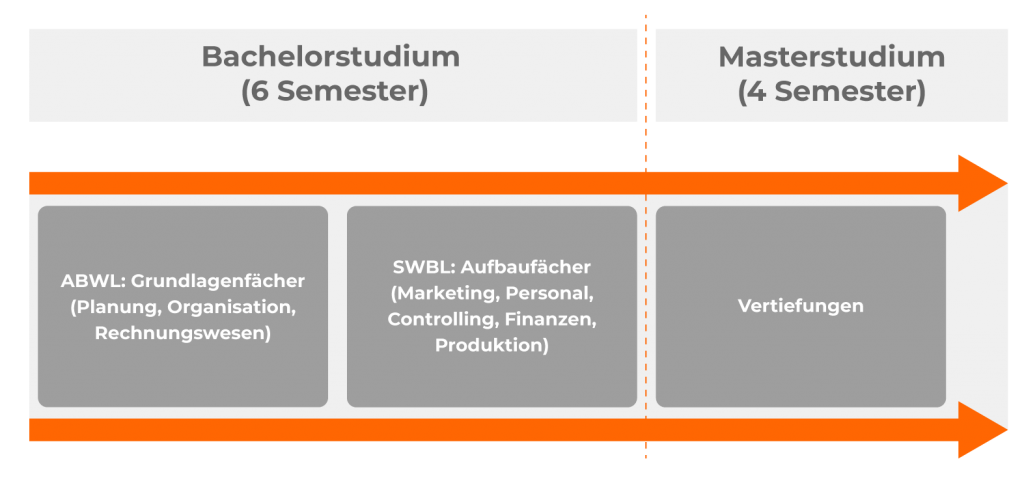 Bachelorstudium
(6 Semester)
Masterstudium
(4 Semester)
ABWL: Grundlagenfächer
(Planung, Organisation,
Rechnungswesen)
SWBL: Aufbaufächer
(Marketing, Personal,
Controlling, Finanzen,
Produktion)
Vertiefungen